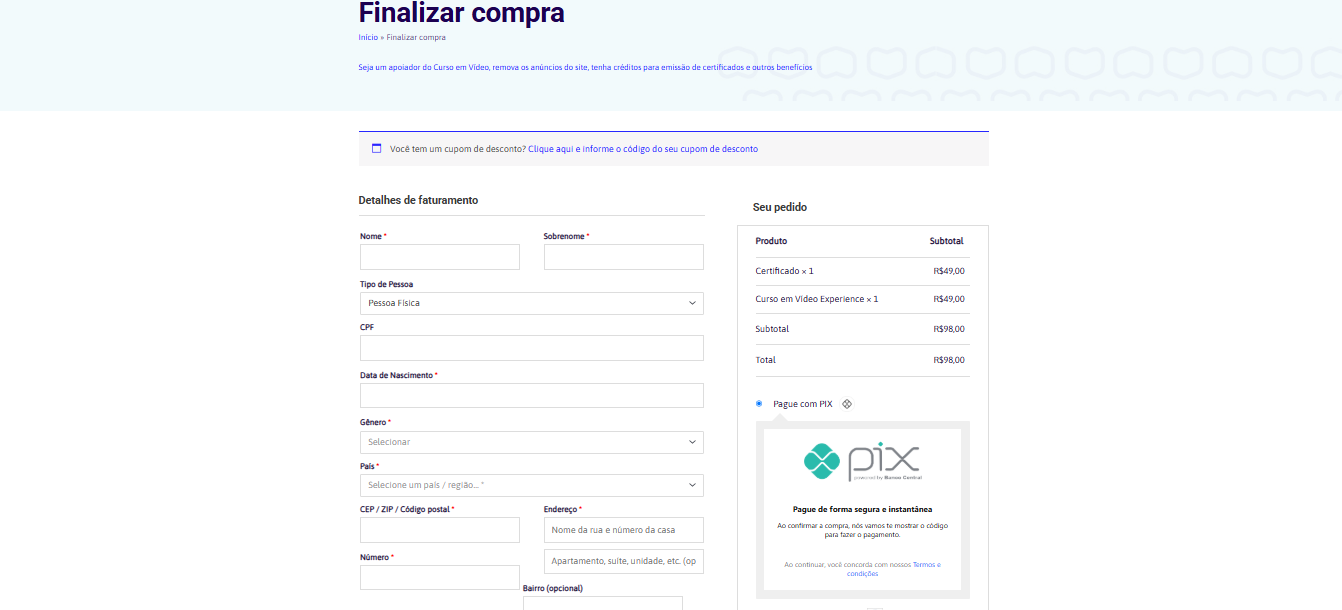 Finalizar compra
Início » Finalizar compra
Seja um apoiador do Curso em Vídeo, remova os anúncios do site, tenha créditos para emissão de certificados e outros benefícios
Você tem um cupom de desconto? Clique aqui e informe o código do seu cupom de desconto
Detalhes de faturamento
Nome *
Sobrenome *
Tipo de Pessoa
Pessoa Física
CPF
Data de Nascimento *
Gênero *
Selecionar
País *
Selecione um país / região... *
CEP / ZIP / Código postal *
Endereço *
Nome da rua e número da casa
Apartamento, suíte, unidade, etc. (op
Número *
Bairro (opcional)
Seu pedido
Produto Subtotal
Certificado × 1 R$49,00
Curso em Vídeo Experience × 1 R$49,00
Subtotal R$98,00
Total R$98,00
Pague com PIX
pix
powered by Banco Central
Pague de forma segura e instantânea
Ao confirmar a compra, nós vamos te mostrar o código
para fazer o pagamento.
Ao continuar, você concorda com nossos Termos e
condições